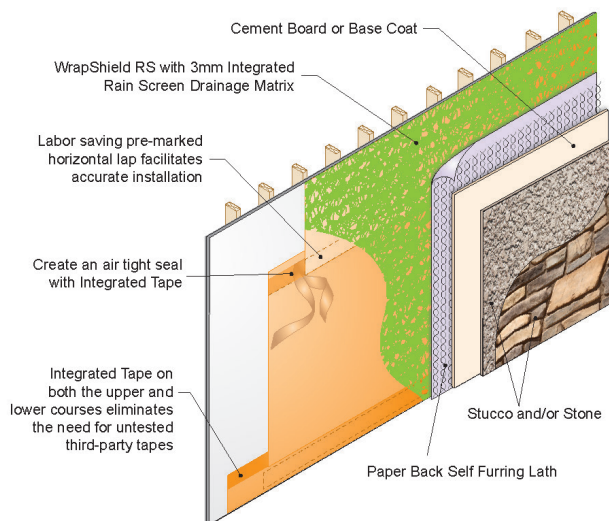 Cement Board or Base Coat
WrapShield RS with 3mm Integrated
Rain Screen Drainage Matrix
Labor saving pre-marked
horizontal lap facilitates
accurate installation
Create an air tight seal
with Integrated Tape
Integrated Tape on
both the upper and
lower courses eliminates
the need for untested
third-party tapes
Stucco and/or Stone
Paper Back Self Furring Lath